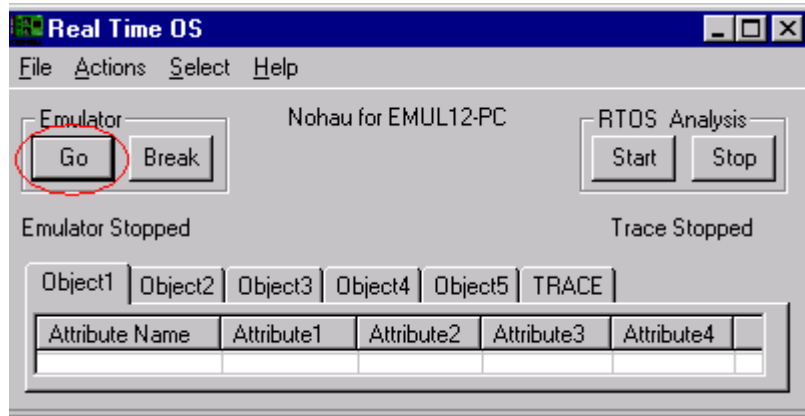 Real Time OS
File Actions Select Help
Emulator
Nohau for EMUL12-PC
RTOS Analysis
Go Break
Start Stop
Emulator Stopped
Trace Stopped
Object1 Object2 Object3 Object4 Object5 TRACE
Attribute Name Attribute1 Attribute2 Attribute3 Attribute4